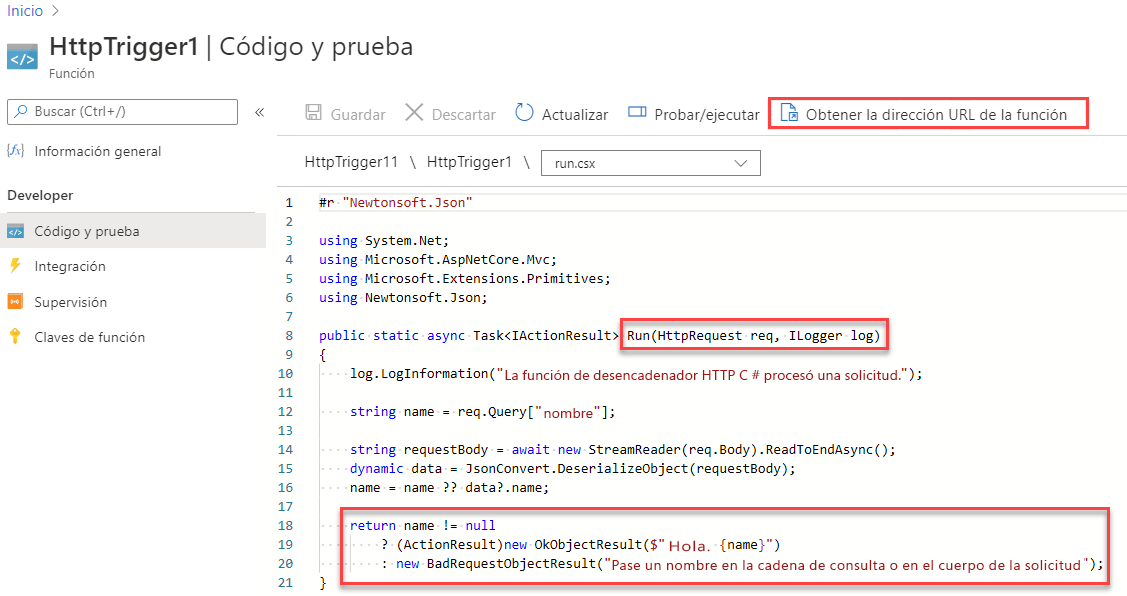 Inicio >
HttpTrigger1 | Código y prueba
Función
Buscar (Ctrl+/)
«
Información general
Developer
Código y prueba
Integración
Supervisión
Claves de función
Guardar Descartar Actualizar Probar/ejecutar Obtener la dirección URL de la función
HttpTrigger11 \ HttpTrigger1 \ run.csx
1 #r "Newtonsoft.Json"
2
3 using System.Net;
4 using Microsoft.AspNetCore.Mvc;
5 using Microsoft.Extensions.Primitives;
6 using Newtonsoft.Json;
7
8 public static async Task<IActionResult> Run(HttpRequest req, ILogger log)
9 {
10 log.LogInformation("La función de desencadenador HTTP C # procesó una solicitud.");
11
12 string name = req.Query["nombre"];
13
14 string requestBody = await new StreamReader(req.Body).ReadToEndAsync();
15 dynamic data = JsonConvert.DeserializeObject(requestBody);
16 name = name ?? data?.name;
17
18 return name != null
19 ? (ActionResult)new OkObjectResult($"Hola. {name}")
20 : new BadRequestObjectResult("Pase un nombre en la cadena de consulta o en el cuerpo de la solicitud");
21 }